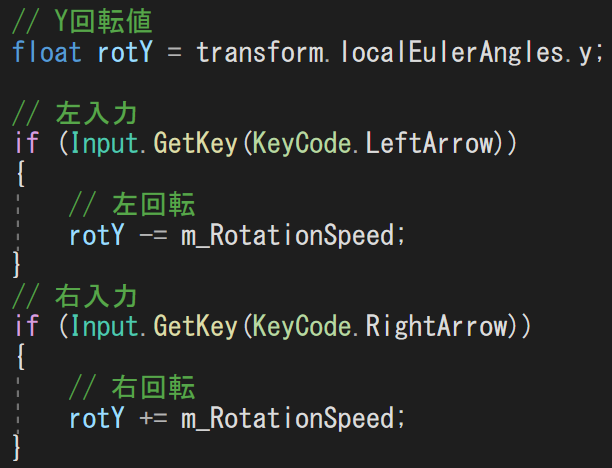 // Y回転値
float rotY = transform.localEulerAngles.y;
// 左入力
if (Input.GetKey(KeyCode.LeftArrow))
{
// 左回転
rotY -= m_RotationSpeed;
}
// 右入力
if (Input.GetKey(KeyCode.RightArrow))
{
// 右回転
rotY += m_RotationSpeed;
}